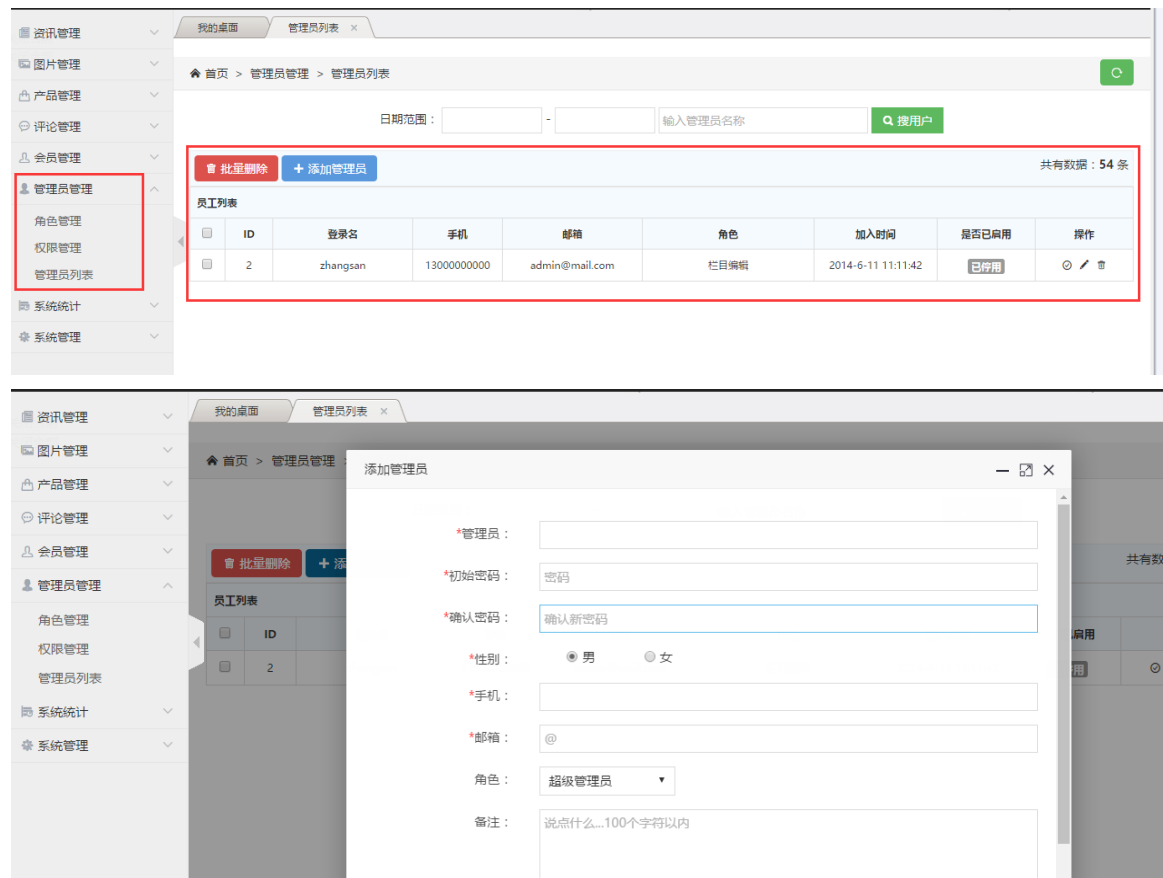 我的桌面 管理员列表 ×
资讯管理
图片管理
产品管理
评论管理
会员管理
管理员管理
角色管理
权限管理
管理员列表
系统统计
系统管理
首页 > 管理员管理 > 管理员列表
日期范围： - 输入管理员名称 搜用户
批量删除 + 添加管理员 共有数据：54 条
员工列表
ID 登录名 手机 邮箱 角色 加入时间 是否已启用 操作
2 zhangsan 13000000000 admin@mail.com 栏目编辑 2014-6-11 11:11:42 已停用
我的桌面 管理员列表 ×
资讯管理
图片管理
产品管理
评论管理
会员管理
管理员管理
角色管理
权限管理
管理员列表
系统统计
系统管理
首页 > 管理员管理
批量删除 + 添 共有数
员工列表
ID 启用
2 用
添加管理员
*管理员：
*初始密码： 密码
*确认密码： 确认新密码
*性别： 男 女
*手机：
*邮箱： @
角色： 超级管理员
备注： 说点什么...100个字符以内